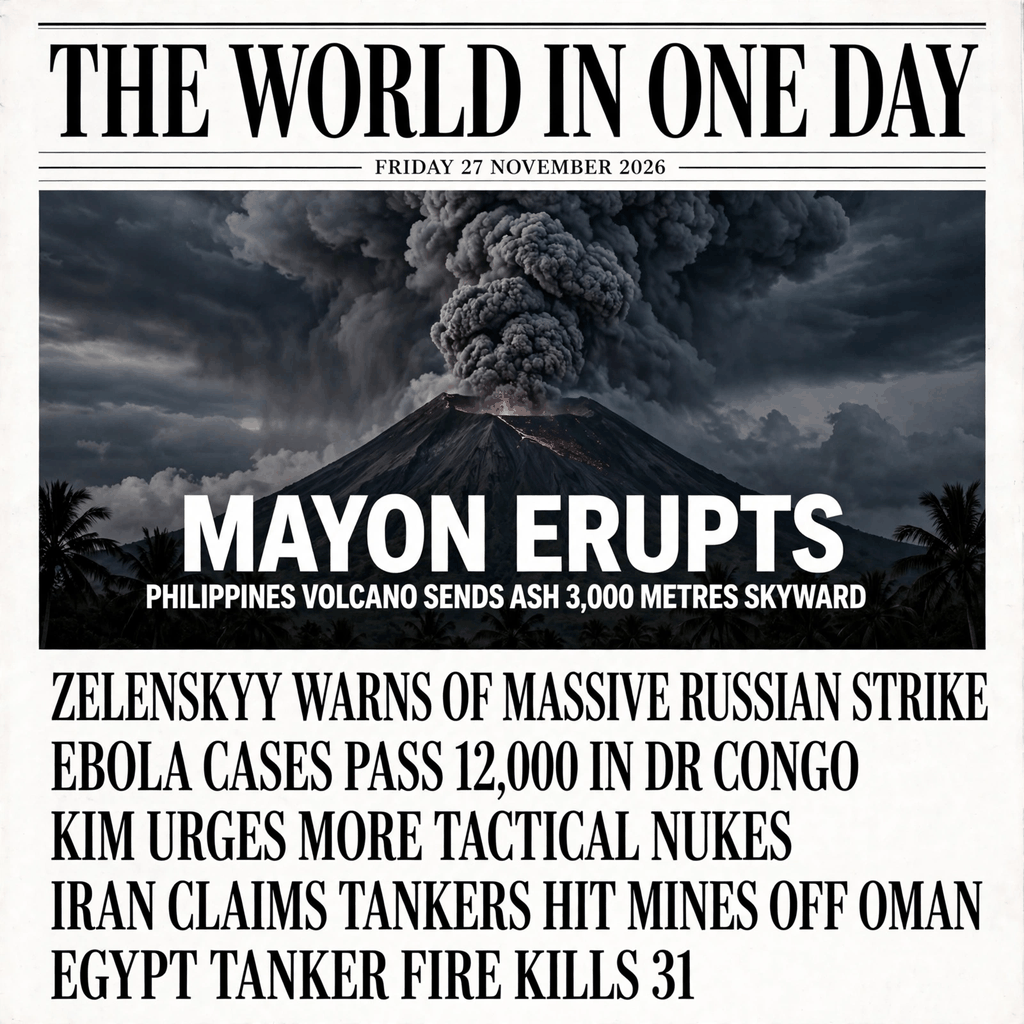 THE WORLD IN ONE DAY
FRIDAY 27 NOVEMBER 2026
MAYON ERUPTS
PHILIPPINES VOLCANO SENDS ASH 3,000 METRES SKYWARD
ZELENSKYY WARNS OF MASSIVE RUSSIAN STRIKE
EBOLA CASES PASS 12,000 IN DR CONGO
KIM URGES MORE TACTICAL NUKES
IRAN CLAIMS TANKERS HIT MINES OFF OMAN
EGYPT TANKER FIRE KILLS 31